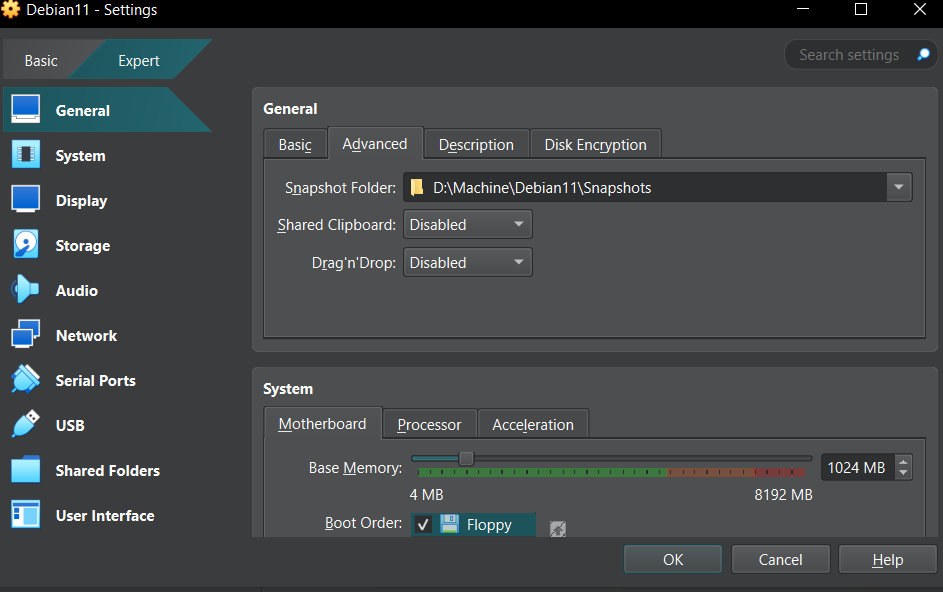 Debian11 - Settings
Basic
Expert
Search settings
General
System
Display
Storage
Audio
Network
Serial Ports
USB
Shared Folders
User Interface
General
Basic
Advanced
Description
Disk Encryption
Snapshot Folder:
D:\Machine\Debian11\Snapshots
Shared Clipboard:
Disabled
Drag'n'Drop:
Disabled
System
Motherboard
Processor
Acceleration
Base Memory:
1024 MB
4 MB
8192 MB
Boot Order:
Floppy
OK
Cancel
Help